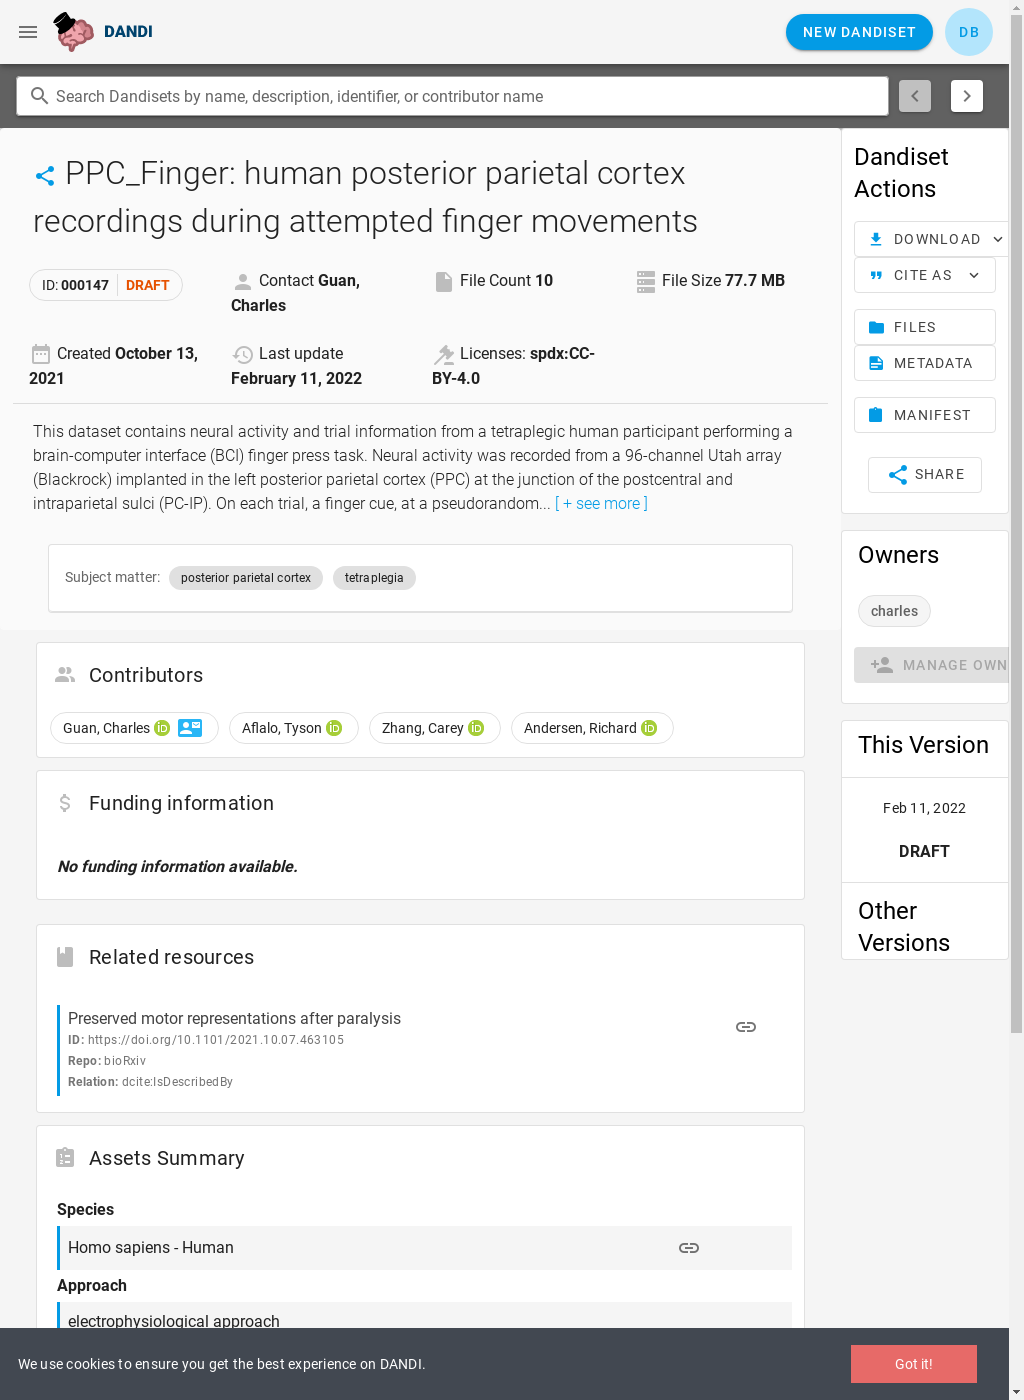 DANDI
NEW DANDISET
DB
Search Dandisets by name, description, identifier, or contributor name
PPC_Finger: human posterior parietal cortex
recordings during attempted finger movements
ID: 000147 DRAFT
Contact Guan,
Charles
File Count 10
File Size 77.7 MB
Created October 13,
2021
Last update
February 11, 2022
Licenses: spdx:CC-
BY-4.0
This dataset contains neural activity and trial information from a tetraplegic human participant performing a
brain-computer interface (BCI) finger press task. Neural activity was recorded from a 96-channel Utah array
(Blackrock) implanted in the left posterior parietal cortex (PPC) at the junction of the postcentral and
intraparietal sulci (PC-IP). On each trial, a finger cue, at a pseudorandom... [ + see more ]
Subject matter: posterior parietal cortex tetraplegia
Contributors
Guan, Charles iD Aflalo, Tyson iD Zhang, Carey iD Andersen, Richard iD
Funding information
No funding information available.
Related resources
Preserved motor representations after paralysis
ID: https://doi.org/10.1101/2021.10.07.463105
Repo: bioRxiv
Relation: dcite:IsDescribedBy
Assets Summary
Species
Homo sapiens - Human
Approach
electrophysiological approach
Dandiset
Actions
DOWNLOAD
CITE AS
FILES
METADATA
MANIFEST
SHARE
Owners
charles
MANAGE OWN
This Version
Feb 11, 2022
DRAFT
Other
Versions
We use cookies to ensure you get the best experience on DANDI.
Got it!